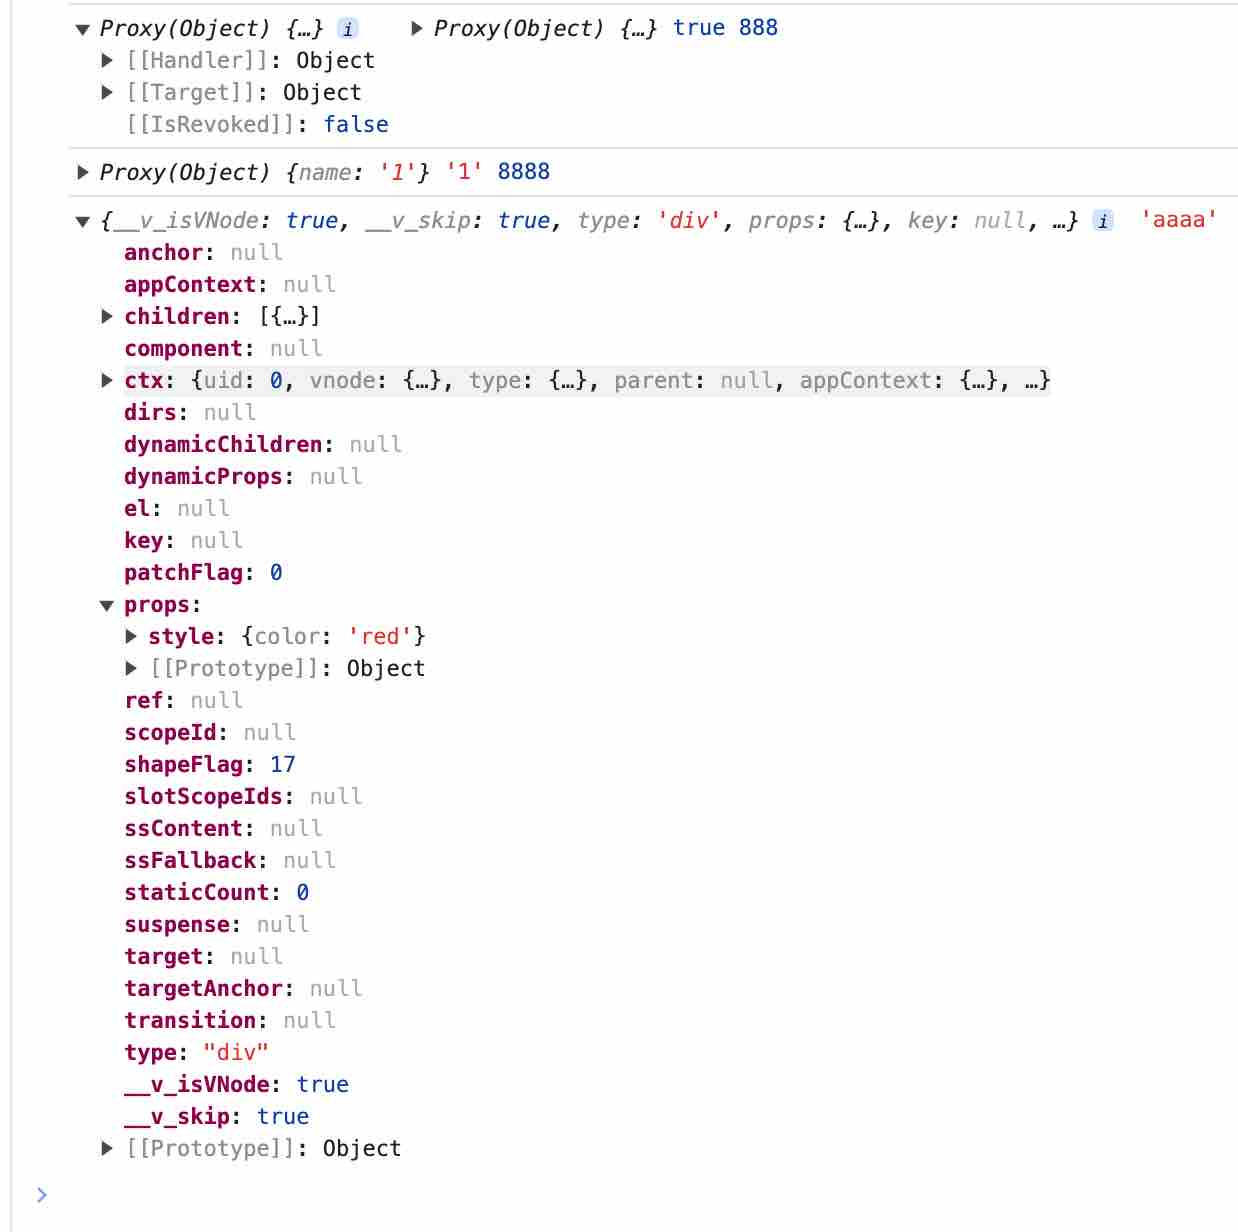 ▼ Proxy(Object) {…} i ▶ Proxy(Object) {…} true 888
▶ [[Handler]]: Object
▶ [[Target]]: Object
[[IsRevoked]]: false
▶ Proxy(Object) {name: '1'} '1' 8888
▼ {__v_isVNode: true, __v_skip: true, type: 'div', props: {…}, key: null, …} i 'aaaa'
anchor: null
appContext: null
▶ children: [{…}]
component: null
▶ ctx: {uid: 0, vnode: {…}, type: {…}, parent: null, appContext: {…}, …}
dirs: null
dynamicChildren: null
dynamicProps: null
el: null
key: null
patchFlag: 0
▼ props:
▶ style: {color: 'red'}
▶ [[Prototype]]: Object
ref: null
scopeId: null
shapeFlag: 17
slotScopeIds: null
ssContent: null
ssFallback: null
staticCount: 0
suspense: null
target: null
targetAnchor: null
transition: null
type: "div"
__v_isVNode: true
__v_skip: true
▶ [[Prototype]]: Object
>